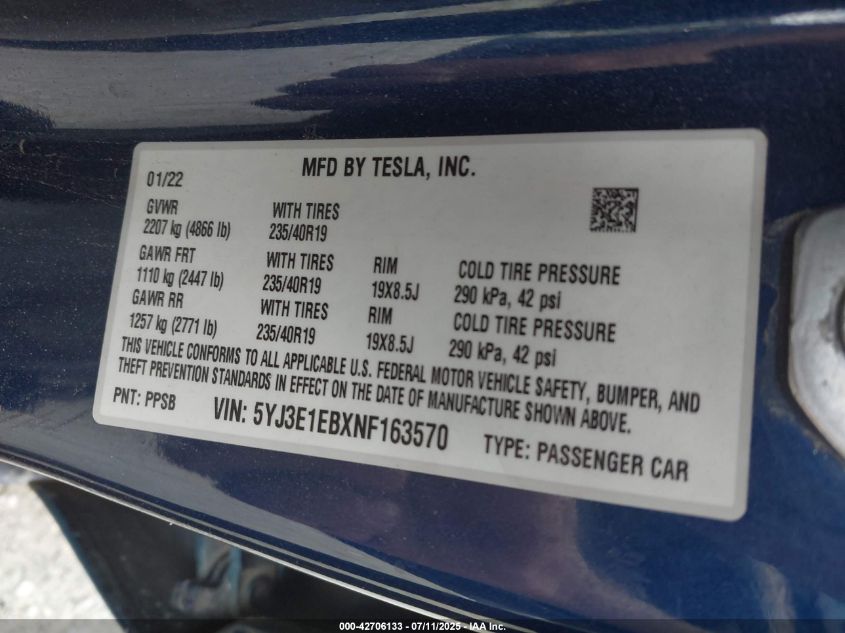 MFD BY TESLA, INC.
01/22
GVWR WITH TIRES
2207 kg (4866 lb) 235/40R19
GAWR FRT WITH TIRES RIM COLD TIRE PRESSURE
1110 kg (2447 lb) 235/40R19 19X8.5J 290 kPa, 42 psi
GAWR RR WITH TIRES RIM COLD TIRE PRESSURE
1257 kg (2771 lb) 235/40R19 19X8.5J 290 kPa, 42 psi
THIS VEHICLE CONFORMS TO ALL APPLICABLE U.S. FEDERAL MOTOR VEHICLE SAFETY, BUMPER, AND
THEFT PREVENTION STANDARDS IN EFFECT ON THE DATE OF MANUFACTURE SHOWN ABOVE.
PNT: PPSB VIN: 5YJ3E1EBXNF163570 TYPE: PASSENGER CAR
000-42706133 - 07/11/2025 - IAA Inc.